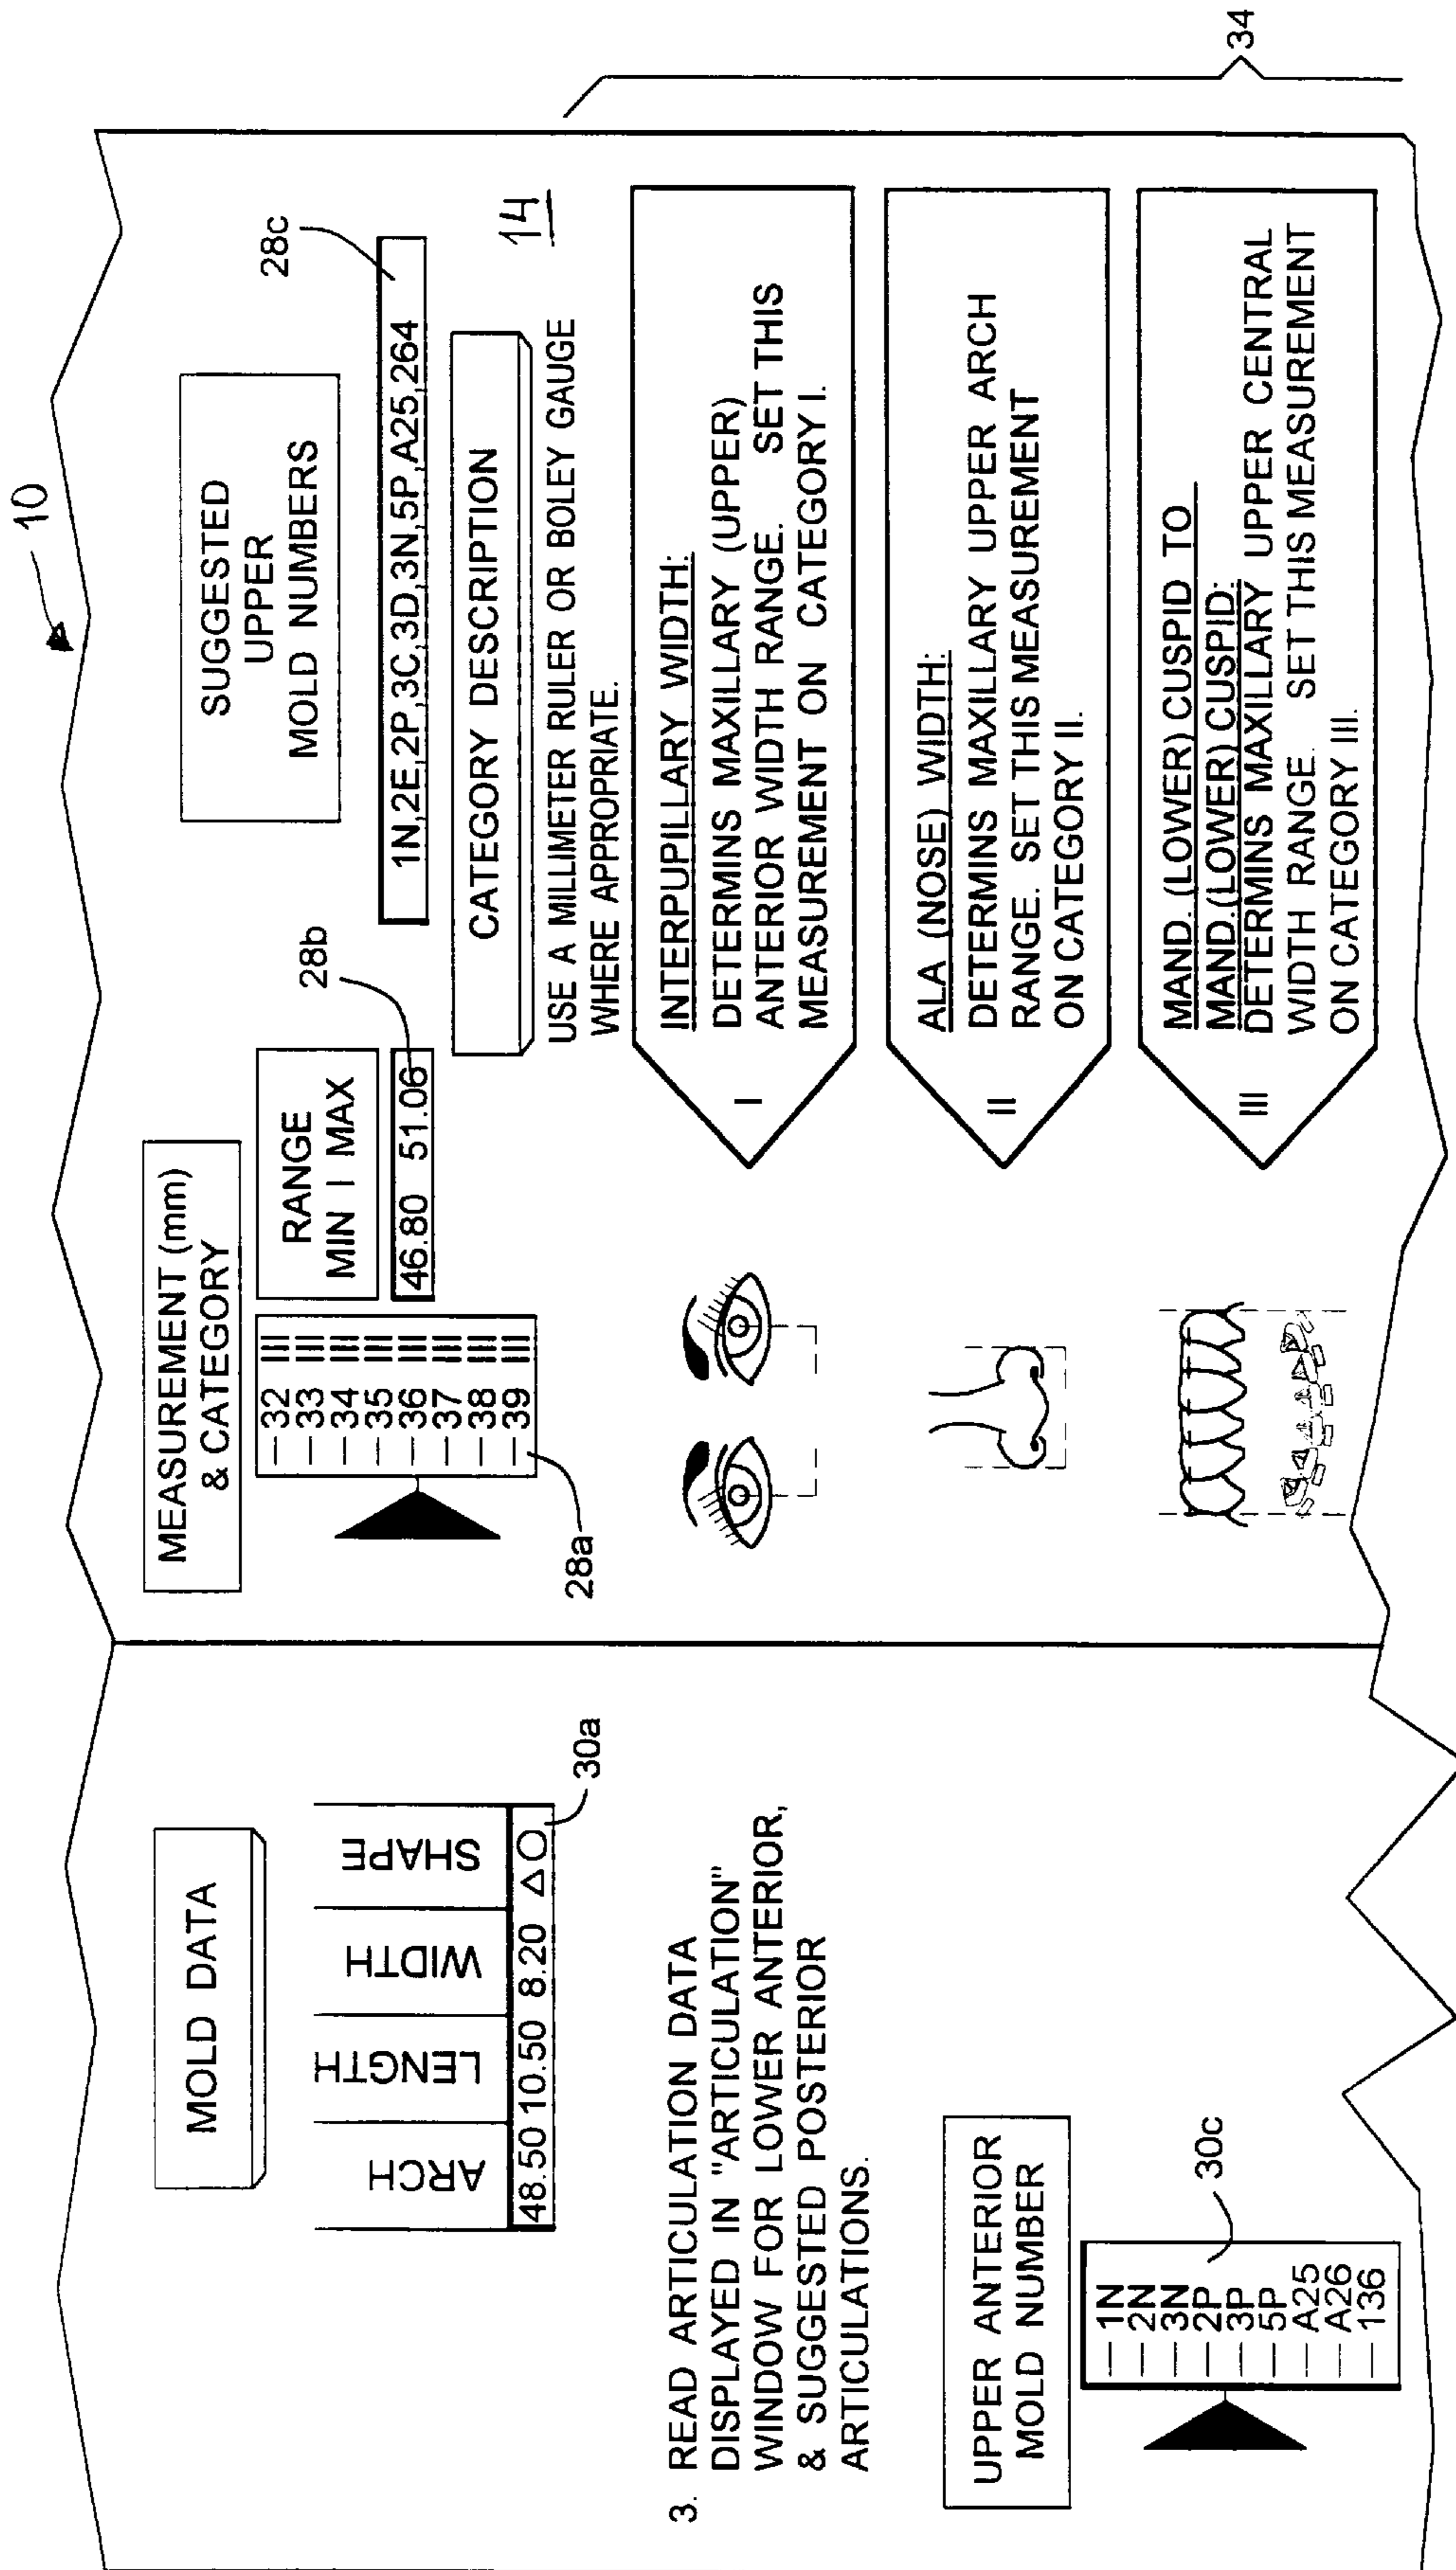 10
MOLD DATA
ARCH
LENGTH
WIDTH
SHAPE
48.50 10.50 8.20 △○
30a
3. READ ARTICULATION DATA
DISPLAYED IN "ARTICULATION"
WINDOW FOR LOWER ANTERIOR,
& SUGGESTED POSTERIOR
ARTICULATIONS.
UPPER ANTERIOR
MOLD NUMBER
— 1N
— 2N
— 3N
— 2P
— 3P
— 5P
— A25
— A26
— 136
30c
MEASUREMENT (mm)
& CATEGORY
— 32 III
— 33 III
— 34 III
— 35 III
— 36 III
— 37 III
— 38 III
— 39 III
28a
RANGE
MIN | MAX
46.80 51.06
28b
SUGGESTED
UPPER
MOLD NUMBERS
1N,2E,2P,3C,3D,3N,5P,A25,264
28c
CATEGORY DESCRIPTION
14
USE A MILLIMETER RULER OR BOLEY GAUGE
WHERE APPROPRIATE.
I
INTERPUPILLARY WIDTH:
DETERMINS MAXILLARY (UPPER)
ANTERIOR WIDTH RANGE. SET THIS
MEASUREMENT ON CATEGORY I.
II
ALA (NOSE) WIDTH:
DETERMINS MAXILLARY UPPER ARCH
RANGE. SET THIS MEASUREMENT
ON CATEGORY II.
III
MAND. (LOWER) CUSPID TO
MAND.(LOWER) CUSPID:
DETERMINS MAXILLARY UPPER CENTRAL
WIDTH RANGE. SET THIS MEASUREMENT
ON CATEGORY III.
34